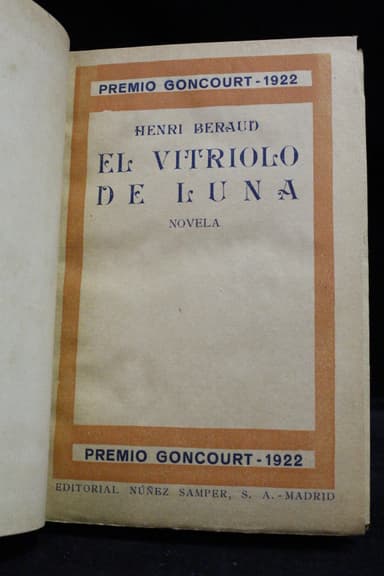 PREMIO GONCOURT-1922
HENRI BERAUD
EL VITRIOLO
DE LUNA
NOVELA
PREMIO GONCOURT-1922
EDITORIAL NÚÑEZ SAMPER, S. A.-MADRID